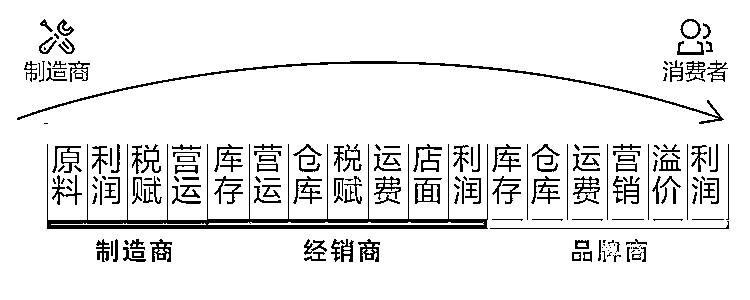 制造商 消费者
原料 利润 税赋 营运 库存 营运 仓库 税赋 运费 店面 利润 库存 仓库 运费 营销 溢价 利润
制造商 经销商 品牌商